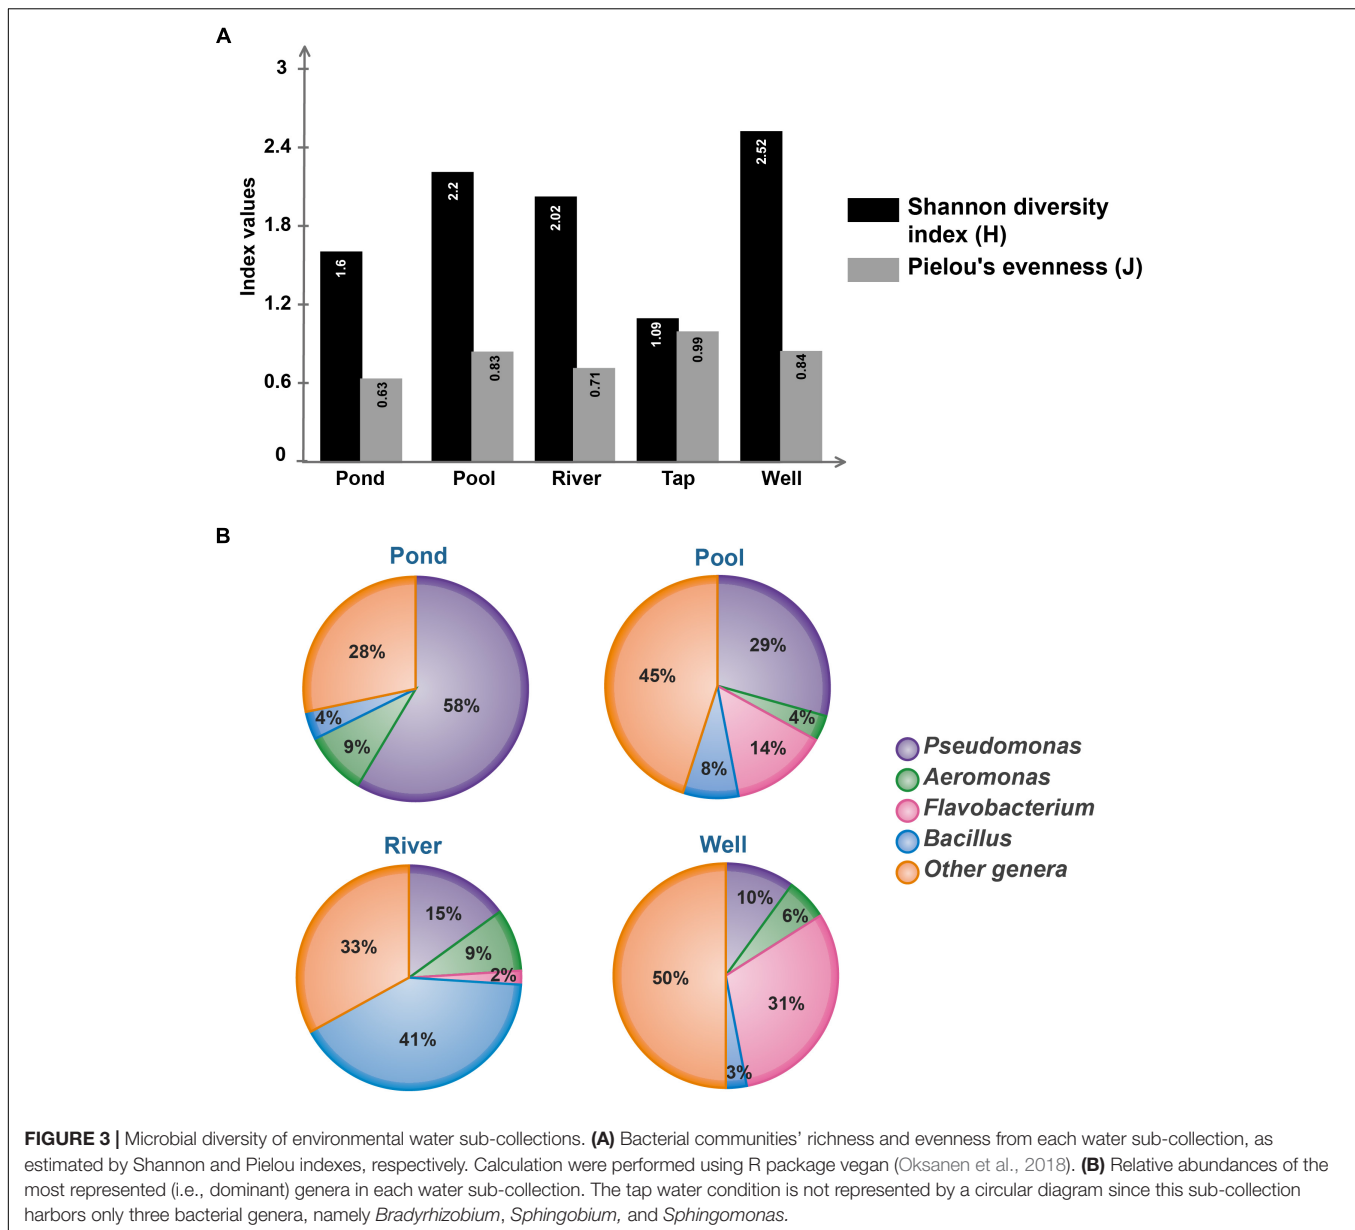 A
3
2.4
1.8
1.2
0.6
0
Index values
1.6
0.63
2.2
0.83
2.02
0.71
1.09
0.99
2.52
0.84
Pond
Pool
River
Tap
Well
Shannon diversity
index (H)
Pielou's evenness (J)
B
Pond
28%
4%
9%
58%
Pool
29%
45%
4%
14%
8%
River
15%
33%
9%
2%
41%
Well
10%
6%
50%
31%
3%
Pseudomonas
Aeromonas
Flavobacterium
Bacillus
Other genera
FIGURE 3 | Microbial diversity of environmental water sub-collections. (A) Bacterial communities’ richness and evenness from each water sub-collection, as
estimated by Shannon and Pielou indexes, respectively. Calculation were performed using R package vegan (Oksanen et al., 2018). (B) Relative abundances of the
most represented (i.e., dominant) genera in each water sub-collection. The tap water condition is not represented by a circular diagram since this sub-collection
harbors only three bacterial genera, namely Bradyrhizobium, Sphingobium, and Sphingomonas.